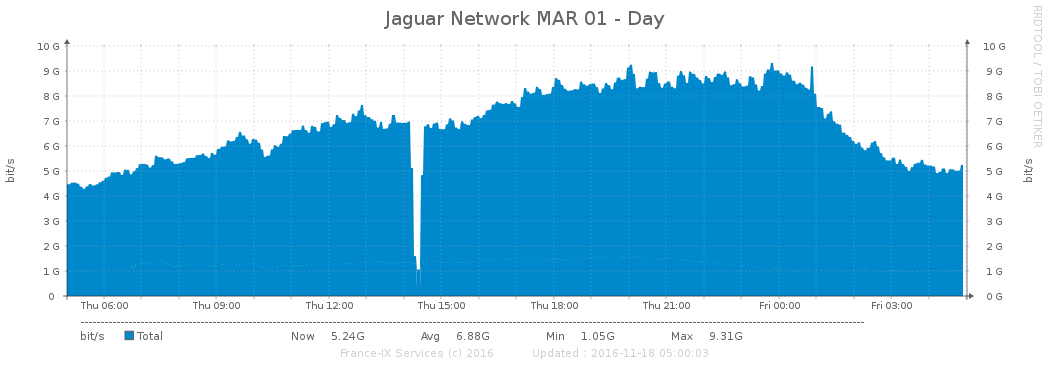 Jaguar Network MAR 01 - Day
RRDTOOL / TOBI OETIKER
10 G 10 G
9 G 9 G
8 G 8 G
7 G 7 G
6 G 6 G
5 G 5 G
4 G 4 G
3 G 3 G
2 G 2 G
1 G 1 G
0 0 G
bit/s
bit/s
Thu 06:00 Thu 09:00 Thu 12:00 Thu 15:00 Thu 18:00 Thu 21:00 Fri 00:00 Fri 03:00
bit/s Total Now 5.24G Avg 6.88G Min 1.05G Max 9.31G
France-IX Services (c) 2016 Updated : 2016-11-18 05:00:03